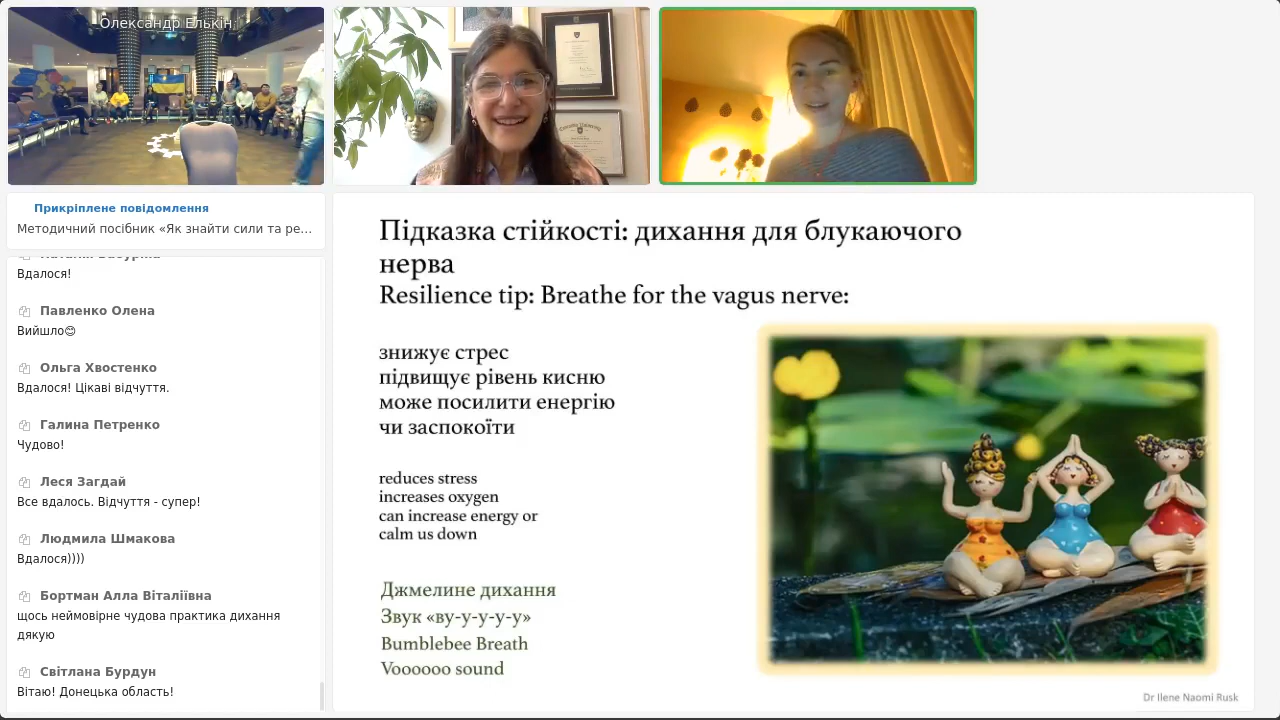 Олександр Елькін
Прикріплене повідомлення
Методичний посібник «Як знайти сили та ре…
Вдалося!
Павленко Олена
Вийшло😊
Ольга Хвостенко
Вдалося! Цікаві відчуття.
Галина Петренко
Чудово!
Леся Загдай
Все вдалось. Відчуття - супер!
Людмила Шмакова
Вдалося))))
Бортман Алла Віталіївна
щось неймовірне чудова практика дихання
дякую
Світлана Бурдун
Вітаю! Донецька область!
Підказка стійкості: дихання для блукаючого
нерва
Resilience tip: Breathe for the vagus nerve:
знижує стрес
підвищує рівень кисню
може посилити енергію
чи заспокоїти
reduces stress
increases oxygen
can increase energy or
calm us down
Джмелине дихання
Звук «ву-у-у-у-у»
Bumblebee Breath
Voooooo sound
Dr Ilene Naomi Rusk